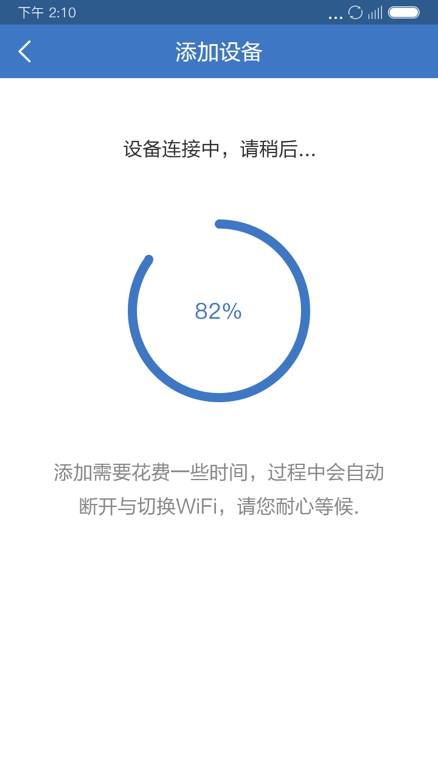 下午 2:10
添加设备
设备连接中，请稍后...
82%
添加需要花费一些时间，过程中会自动
断开与切换WiFi，请您耐心等候.